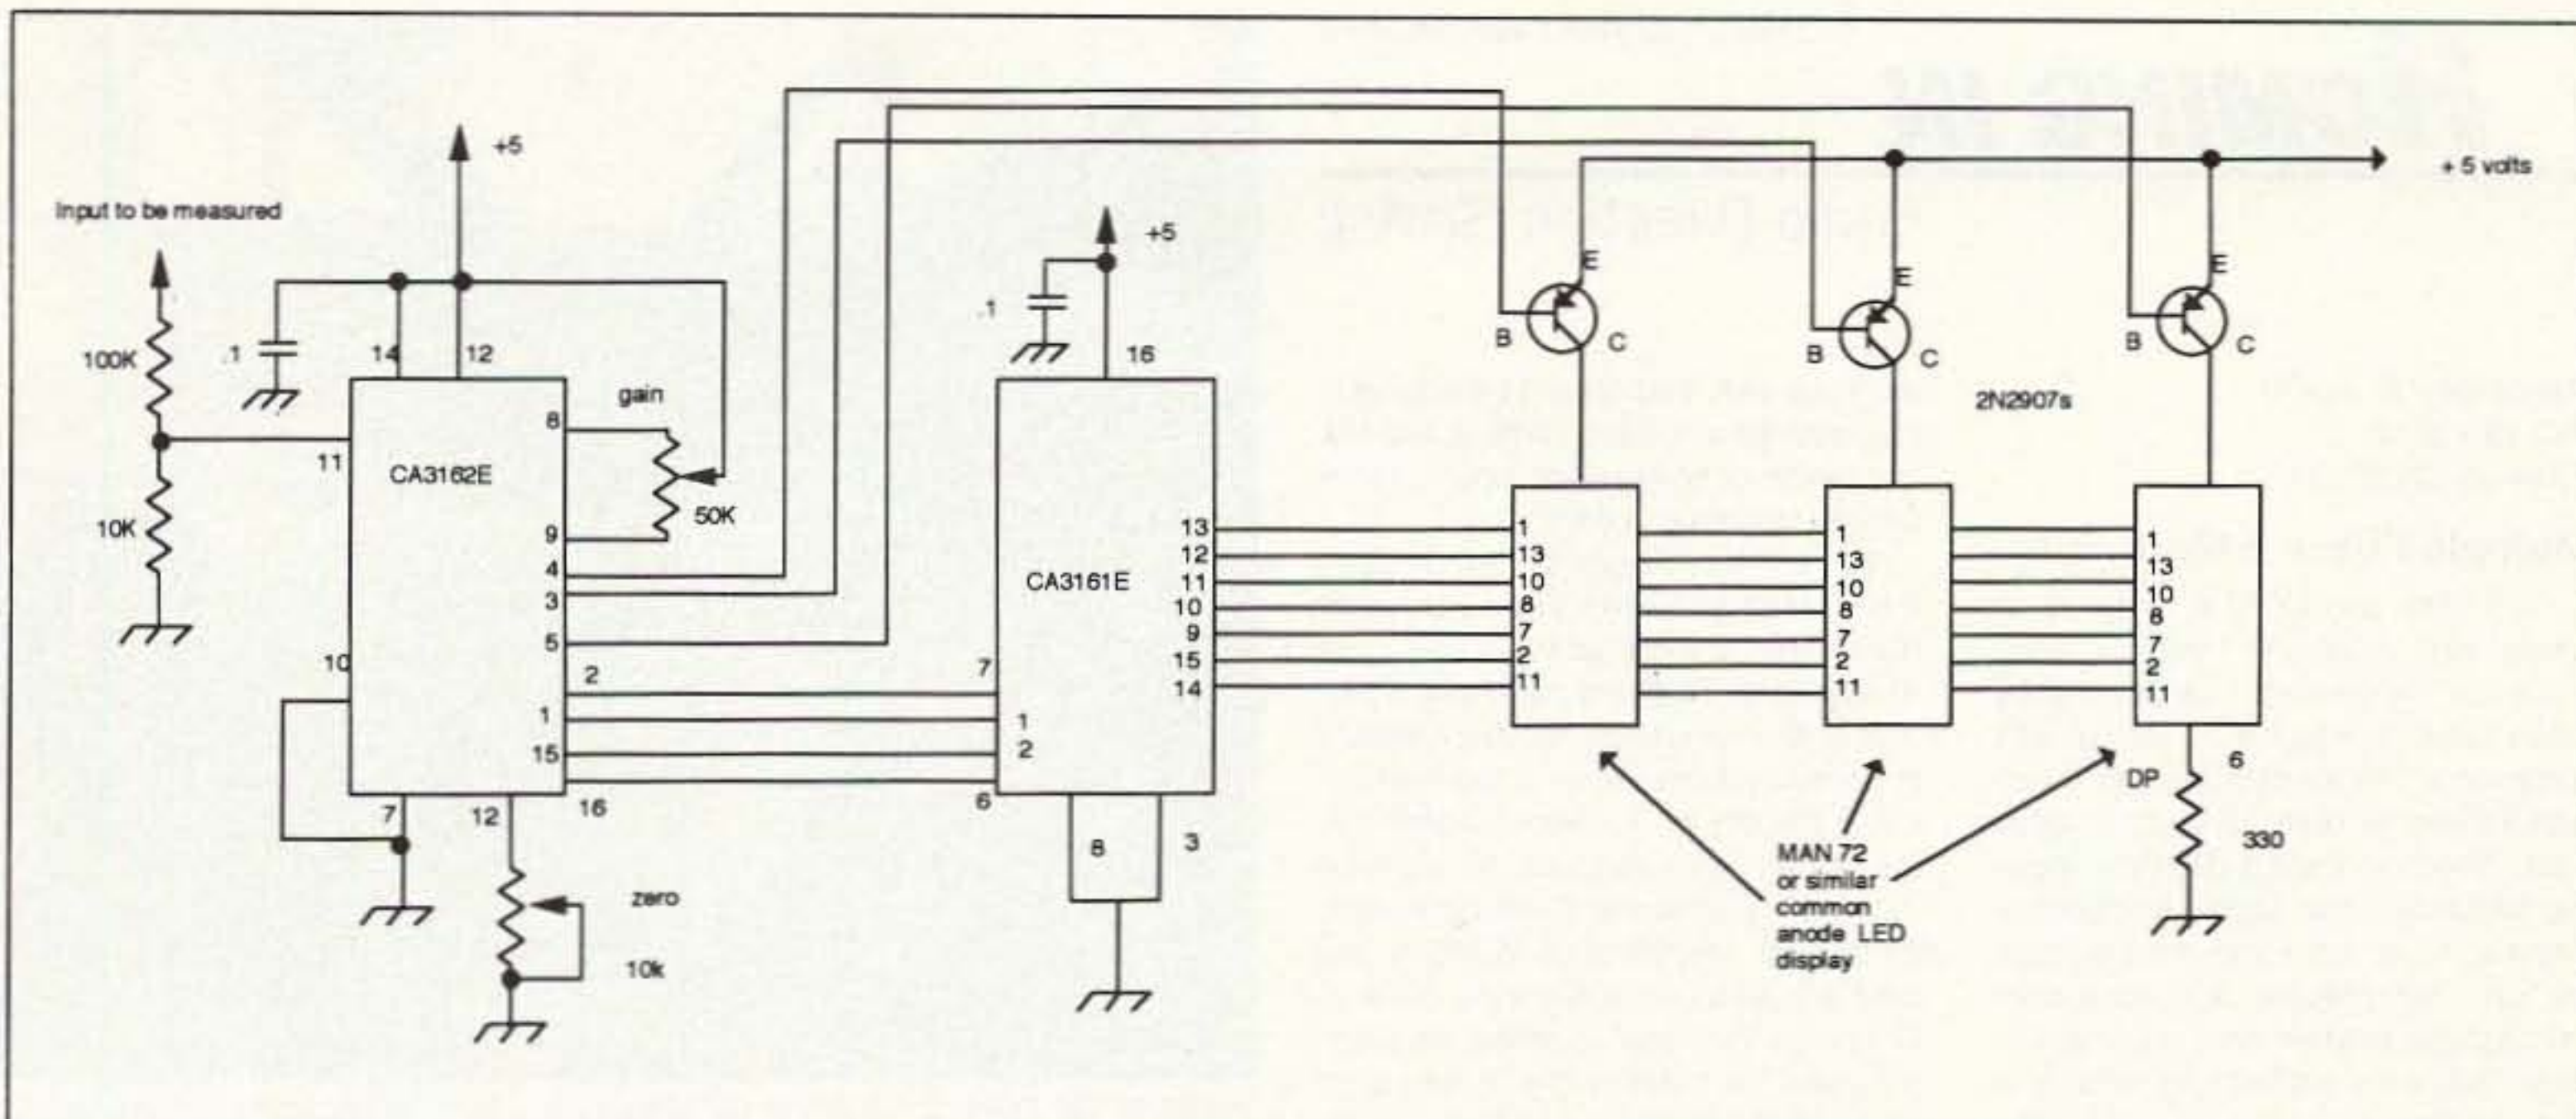 +5
+ 5 volts
Input to be measured
+5
E
E
E
.1
B
C
B
C
B
C
100K
.1
14
12
16
gain
2N2907s
8
11
CA3162E
10K
50K
9
4
3
5
10
2
1
15
7
12
16
zero
10k
CA3161E
7
1
2
6
13
12
11
10
9
15
14
8
3
1
13
10
8
7
2
11
1
13
10
8
7
2
11
1
13
10
8
7
2
11
DP
6
330
MAN 72
or similar
common
anode LED
display